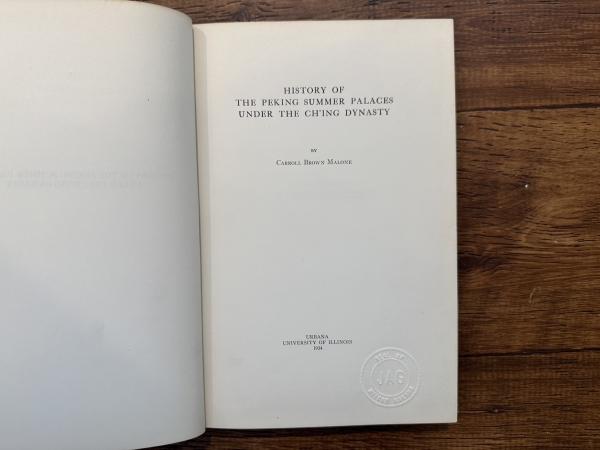 HISTORY OF
THE PEKING SUMMER PALACES
UNDER THE CH'ING DYNASTY
BY
CARROLL BROWN MALONE
URBANA
UNIVERSITY OF ILLINOIS
1934
JAG